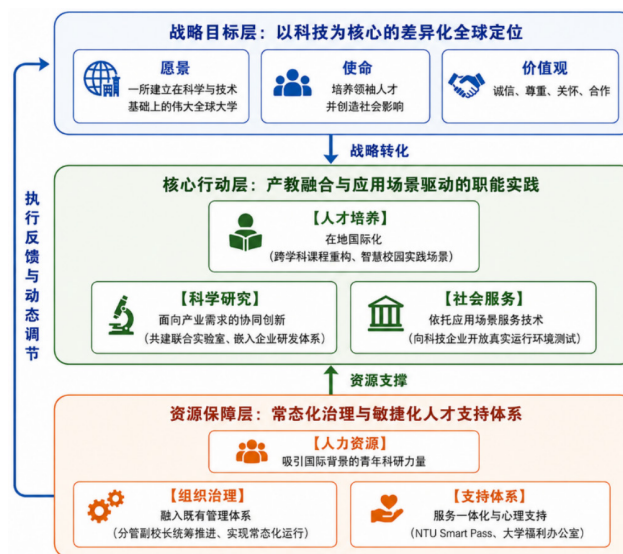 战略目标层：以科技为核心的差异化全球定位
愿景
一所建立在科学与技术
基础上的伟大全球大学
使命
培养领袖人才
并创造社会影响
价值观
诚信、尊重、关怀、合作
战略转化
核心行动层：产教融合与应用场景驱动的职能实践
【人才培养】
在地国际化
（跨学科课程重构、智慧校园实践场景）
【科学研究】
面向产业需求的协同创新
（共建联合实验室、嵌入企业研发体系）
【社会服务】
依托应用场景服务技术
（向科技企业开放真实运行环境测试）
资源支撑
资源保障层：常态化治理与敏捷化人才支持体系
【人力资源】
吸引国际背景的青年科研力量
【组织治理】
融入既有管理体系
（分管副校长统筹推进、实现常态化运行）
【支持体系】
服务一体化与心理支持
（NTU Smart Pass、大学福利办公室）
执行反馈与动态调节